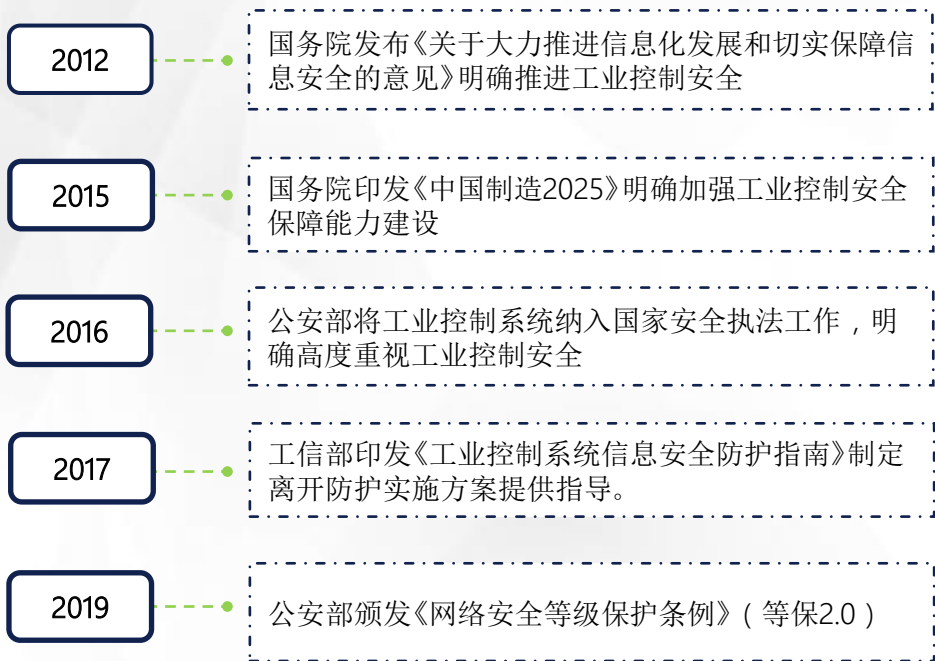 2012
国务院发布《关于大力推进信息化发展和切实保障信
息安全的意见》明确推进工业控制安全
2015
国务院印发《中国制造2025》明确加强工业控制安全
保障能力建设
2016
公安部将工业控制系统纳入国家安全执法工作，明
确高度重视工业控制安全
2017
工信部印发《工业控制系统信息安全防护指南》制定
离开防护实施方案提供指导。
2019
公安部颁发《网络安全等级保护条例》（等保2.0）